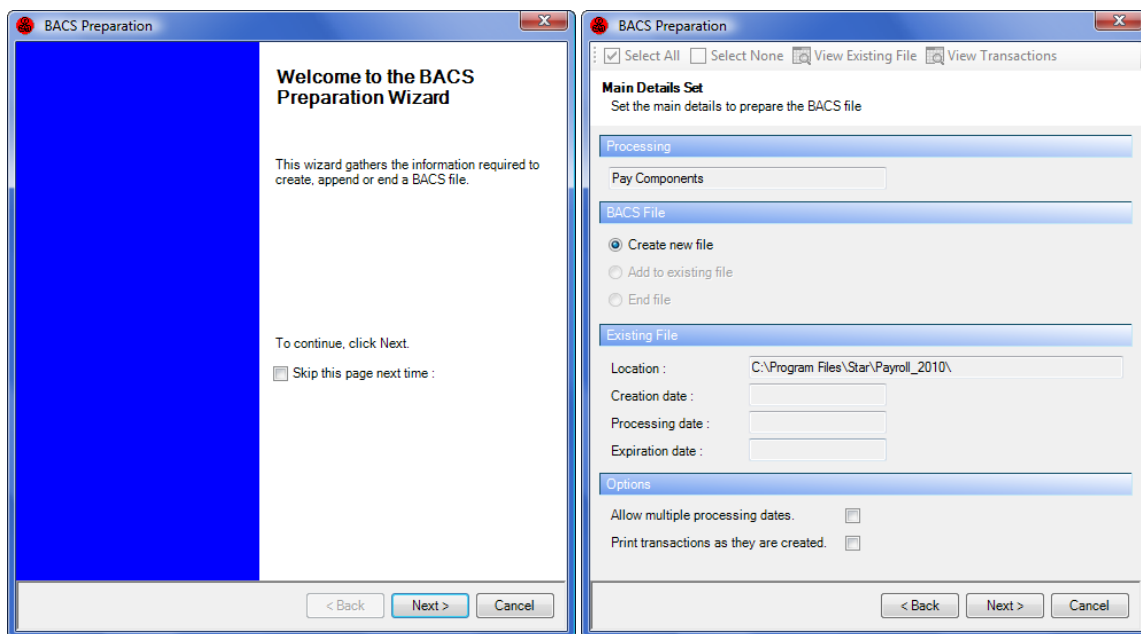 BACS Preparation
Welcome to the BACS
Preparation Wizard
This wizard gathers the information required to
create, append or end a BACS file.
To continue, click Next.
Skip this page next time :
< Back Next > Cancel
BACS Preparation
Select All Select None View Existing File View Transactions
Main Details Set
Set the main details to prepare the BACS file
Processing
Pay Components
BACS File
Create new file
Add to existing file
End file
Existing File
Location : C:\Program Files\Star\Payroll_2010\
Creation date :
Processing date :
Expiration date :
Options
Allow multiple processing dates.
Print transactions as they are created.
< Back Next > Cancel